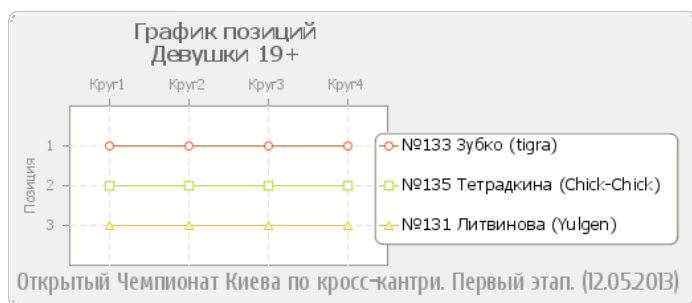 График позиций
Девушки 19+
Круг1 Круг2 Круг3 Круг4
Позиция
1
2
3
№133 Зубко (tigra)
№135 Тетрадкина (Chick-Chick)
№131 Литвинова (Yulgen)
Открытый Чемпионат Киева по кросс-кантри. Первый этап. (12.05.2013)